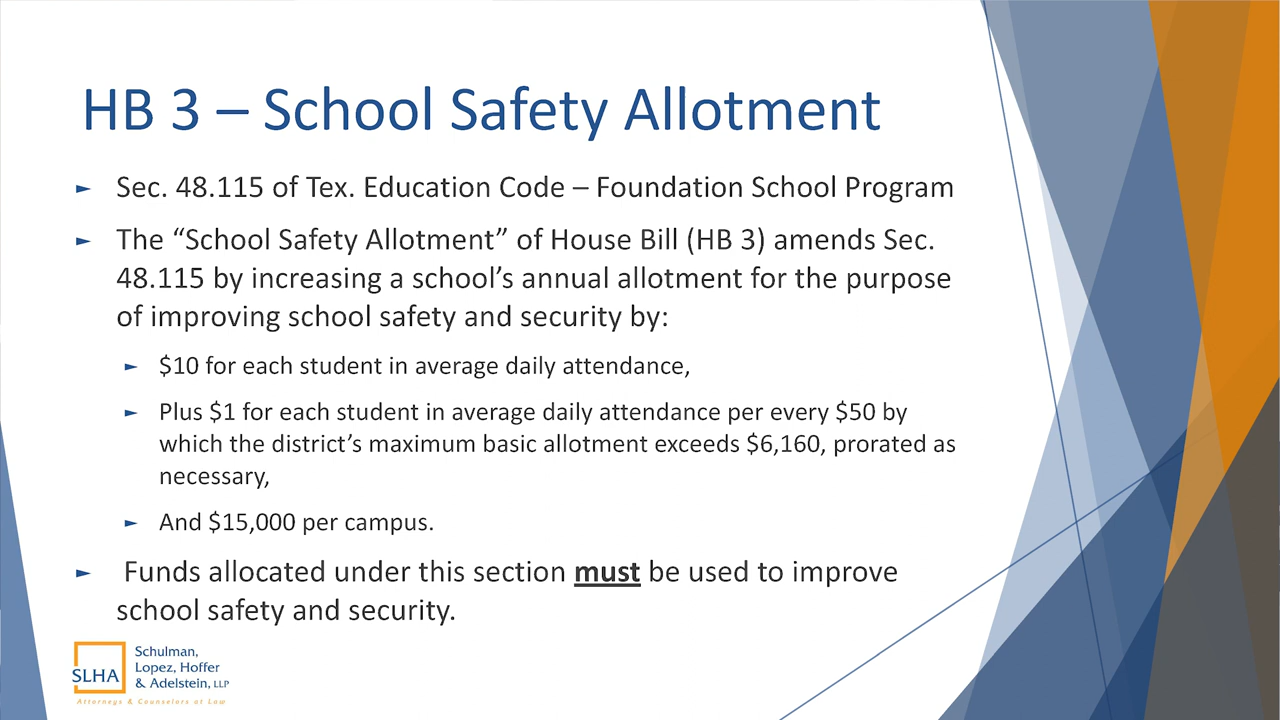 HB 3 – School Safety Allotment
► Sec. 48.115 of Tex. Education Code – Foundation School Program
► The “School Safety Allotment” of House Bill (HB 3) amends Sec.
48.115 by increasing a school’s annual allotment for the purpose
of improving school safety and security by:
► $10 for each student in average daily attendance,
► Plus $1 for each student in average daily attendance per every $50 by
which the district’s maximum basic allotment exceeds $6,160, prorated as
necessary,
► And $15,000 per campus.
► Funds allocated under this section must be used to improve
school safety and security.
SLHA
Schulman,
Lopez, Hoffer
& Adelstein, LLP
Attorneys & Counselors at Law